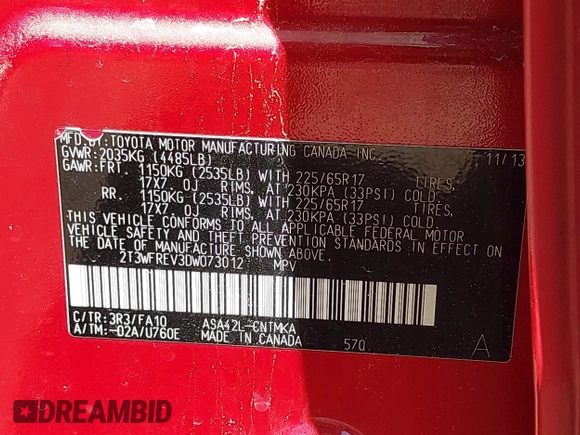 MFD.BY:TOYOTA MOTOR MANUFACTURING CANADA INC. 11/13
GVWR:2035KG (4485LB)
GAWR:FRT. 1150KG (2535LB) WITH 225/65R17 TIRES,
17X7 .0J RIMS, AT 230KPA (33PSI) COLD.
RR. 1150KG (2535LB) WITH 225/65R17 TIRES,
17X7 .0J RIMS, AT 230KPA (33PSI) COLD.
THIS VEHICLE CONFORMS TO ALL APPLICABLE FEDERAL MOTOR
VEHICLE SAFETY AND THEFT PREVENTION STANDARDS IN
EFFECT ON THE DATE OF MANUFACTURE SHOWN ABOVE.
2T3WFREV3DW073012 MPV
C/TR:3R3/FA10 ASA42L-CNTMKA
A/TM:-02A/U760E MADE IN CANADA 570 A
DREAMBID